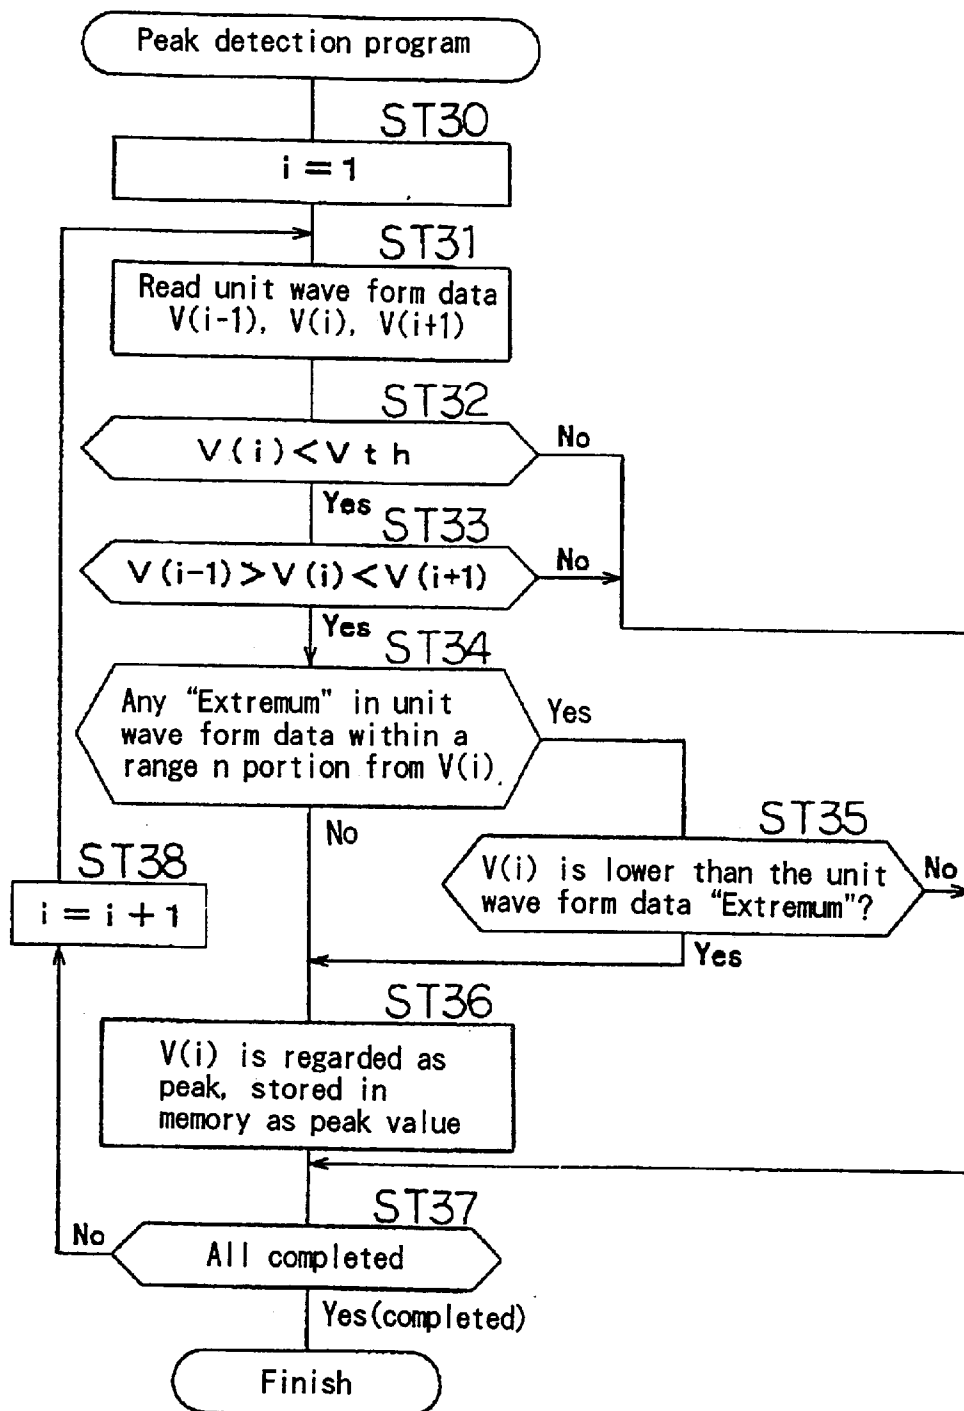 Peak detection program
ST30
i = 1
ST31
Read unit wave form data
V(i-1), V(i), V(i+1)
ST32
V(i)<Vth
No
Yes
ST33
V(i-1)>V(i)<V(i+1)
No
Yes
ST34
Any “Extremum” in unit
wave form data within a
range n portion from V(i)
Yes
No
ST35
V(i) is lower than the unit
wave form data “Extremum”?
No
Yes
ST38
i = i + 1
ST36
V(i) is regarded as
peak, stored in
memory as peak value
ST37
All completed
No
Yes(completed)
Finish